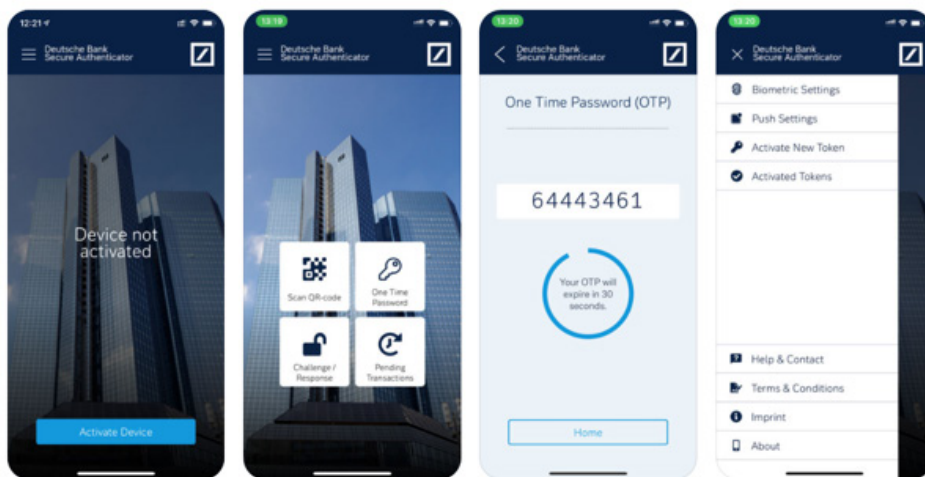 12:21
Deutsche Bank
Secure Authenticator
Device not
activated
Activate Device
13:19
Deutsche Bank
Secure Authenticator
Scan QR-code
One Time
Password
Challenge /
Response
Pending
Transactions
13:20
Deutsche Bank
Secure Authenticator
One Time Password (OTP)
64443461
Your OTP will
expire in 30
seconds.
Home
13:20
Deutsche Bank
Secure Authenticator
Biometric Settings
Push Settings
Activate New Token
Activated Tokens
Help & Contact
Terms & Conditions
Imprint
About